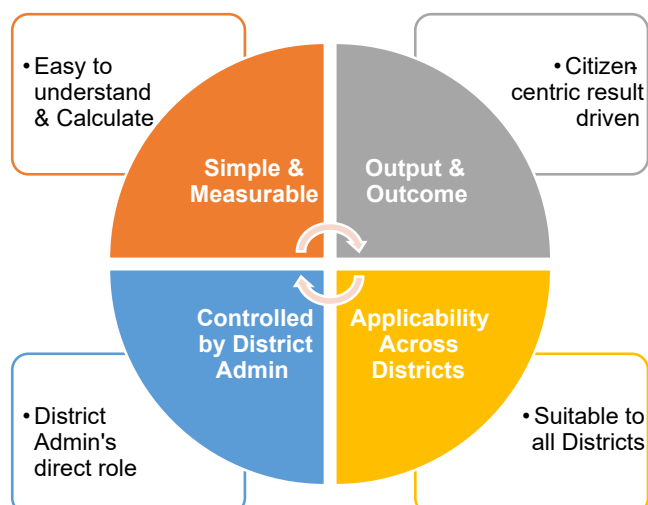 • Easy to
understand
& Calculate
• Citizen-
centric result
driven
Simple &
Measurable
Output &
Outcome
Controlled
by District
Admin
Applicability
Across
Districts
• District
Admin's
direct role
• Suitable to
all Districts